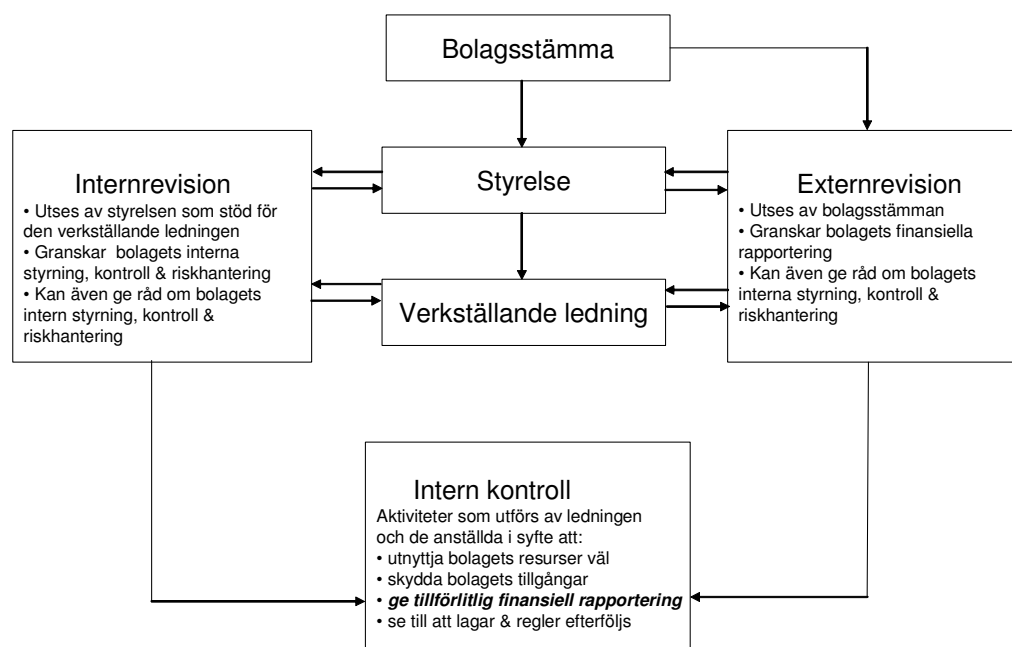 Bolagsstämma
Internrevision
• Utses av styrelsen som stöd för
den verkställande ledningen
• Granskar bolagets interna
styrning, kontroll & riskhantering
• Kan även ge råd om bolagets
intern styrning, kontroll &
riskhantering
Styrelse
Verkställande ledning
Externrevision
• Utses av bolagsstämman
• Granskar bolagets finansiella
rapportering
• Kan även ge råd om bolagets
interna styrning, kontroll &
riskhantering
Intern kontroll
Aktiviteter som utförs av ledningen
och de anställda i syfte att:
• utnyttja bolagets resurser väl
• skydda bolagets tillgångar
• ge tillförlitlig finansiell rapportering
• se till att lagar & regler efterföljs